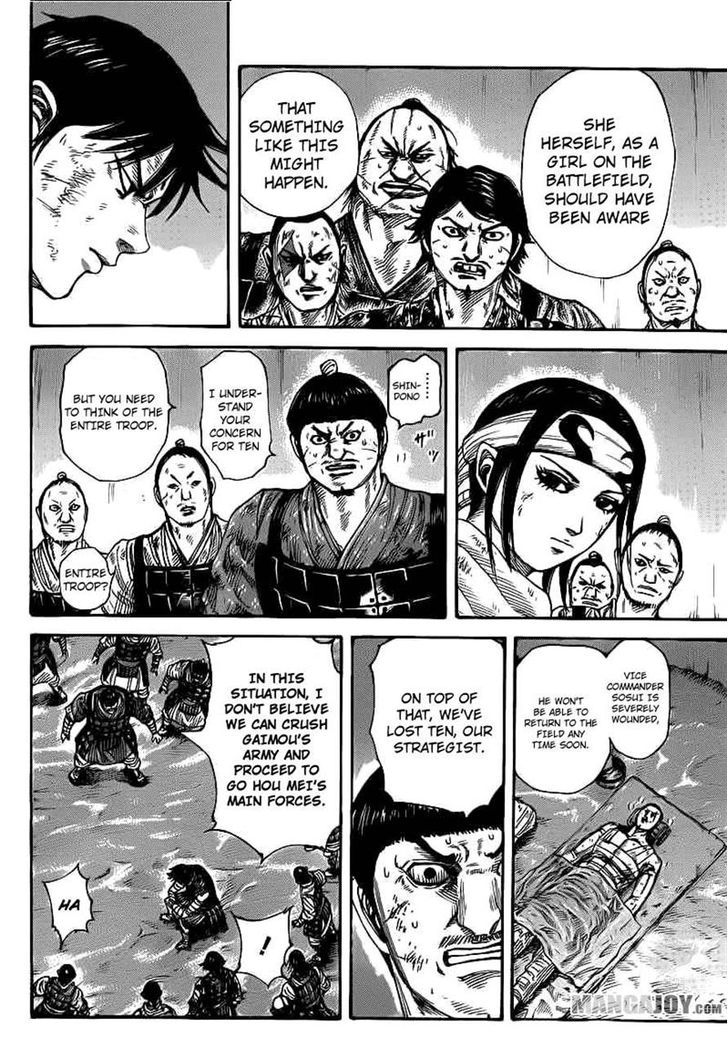 SHE
HERSELF, AS A
GIRL ON THE
BATTLEFIELD,
SHOULD HAVE
BEEN AWARE
THAT
SOMETHING
LIKE THIS
MIGHT
HAPPEN.
SHIN-
DONO
……
ザッ
I UNDER-
STAND
YOUR
CONCERN
FOR TEN
BUT YOU NEED
TO THINK OF THE
ENTIRE TROOP.
ENTIRE
TROOP?
VICE
COMMANDER
SOSUI IS
SEVERELY
WOUNDED,
HE WON'T
BE ABLE TO
RETURN TO THE
FIELD ANY
TIME SOON.
ON TOP OF
THAT, WE'VE
LOST TEN, OUR
STRATEGIST.
IN THIS
SITUATION, I
DON'T BELIEVE
WE CAN CRUSH
GAIMOU'S
ARMY AND
PROCEED TO
GO HOU MEI'S
MAIN FORCES.
!
HA
MANGAJOY.COM